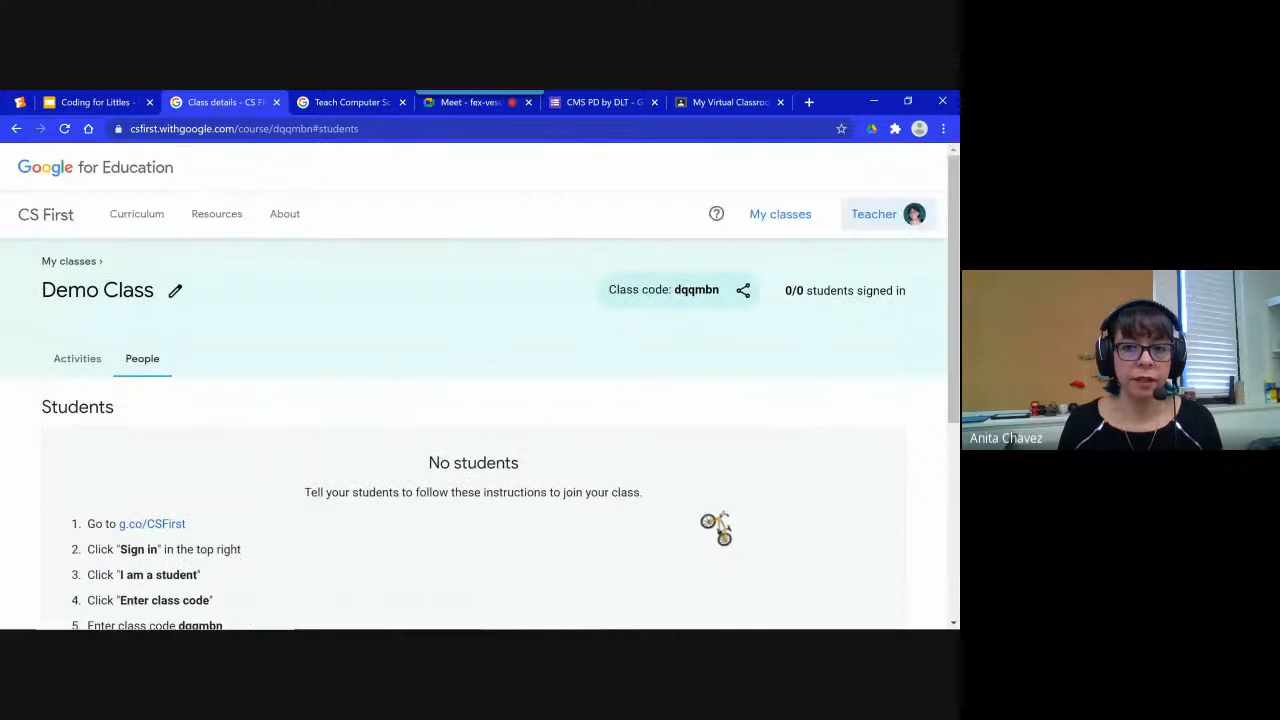 Coding for Littles -
Class details - CS Fi
Teach Computer Sc
Meet - fex-vesu
CMS PD by DLT - G
My Virtual Classroo
csfirst.withgoogle.com/course/dqqmbn#students
Google for Education
CS First
Curriculum
Resources
About
My classes
Teacher
My classes ›
Demo Class
Class code: dqqmbn
0/0 students signed in
Activities
People
Students
No students
Tell your students to follow these instructions to join your class.
1. Go to g.co/CSFirst
2. Click "Sign in" in the top right
3. Click "I am a student"
4. Click "Enter class code"
5. Enter class code dqqmbn
Anita Chavez